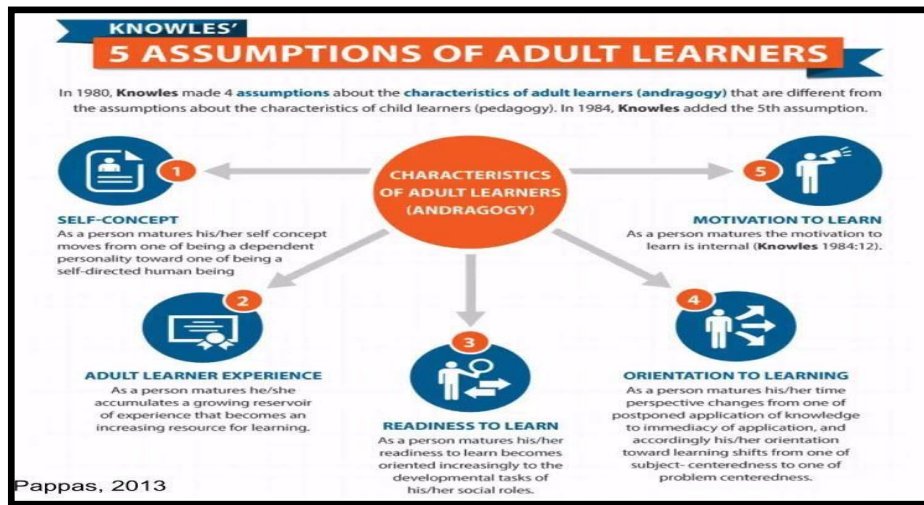 KNOWLES'
5 ASSUMPTIONS OF ADULT LEARNERS
In 1980, Knowles made 4 assumptions about the characteristics of adult learners (andragogy) that are different from
the assumptions about the characteristics of child learners (pedagogy). In 1984, Knowles added the 5th assumption.
CHARACTERISTICS
OF ADULT LEARNERS
(ANDRAGOGY)
1
SELF-CONCEPT
As a person matures his/her self concept
moves from one of being a dependent
personality toward one of being a
self-directed human being
2
ADULT LEARNER EXPERIENCE
As a person matures he/she
accumulates a growing reservoir
of experience that becomes an
increasing resource for learning.
3
READINESS TO LEARN
As a person matures his/her
readiness to learn becomes
oriented increasingly to the
developmental tasks of
his/her social roles.
4
ORIENTATION TO LEARNING
As a person matures his/her time
perspective changes from one of
postponed application of knowledge
to immediacy of application, and
accordingly his/her orientation
toward learning shifts from one of
subject- centeredness to one of
problem centeredness.
5
MOTIVATION TO LEARN
As a person matures the motivation to
learn is internal (Knowles 1984:12).
Pappas, 2013